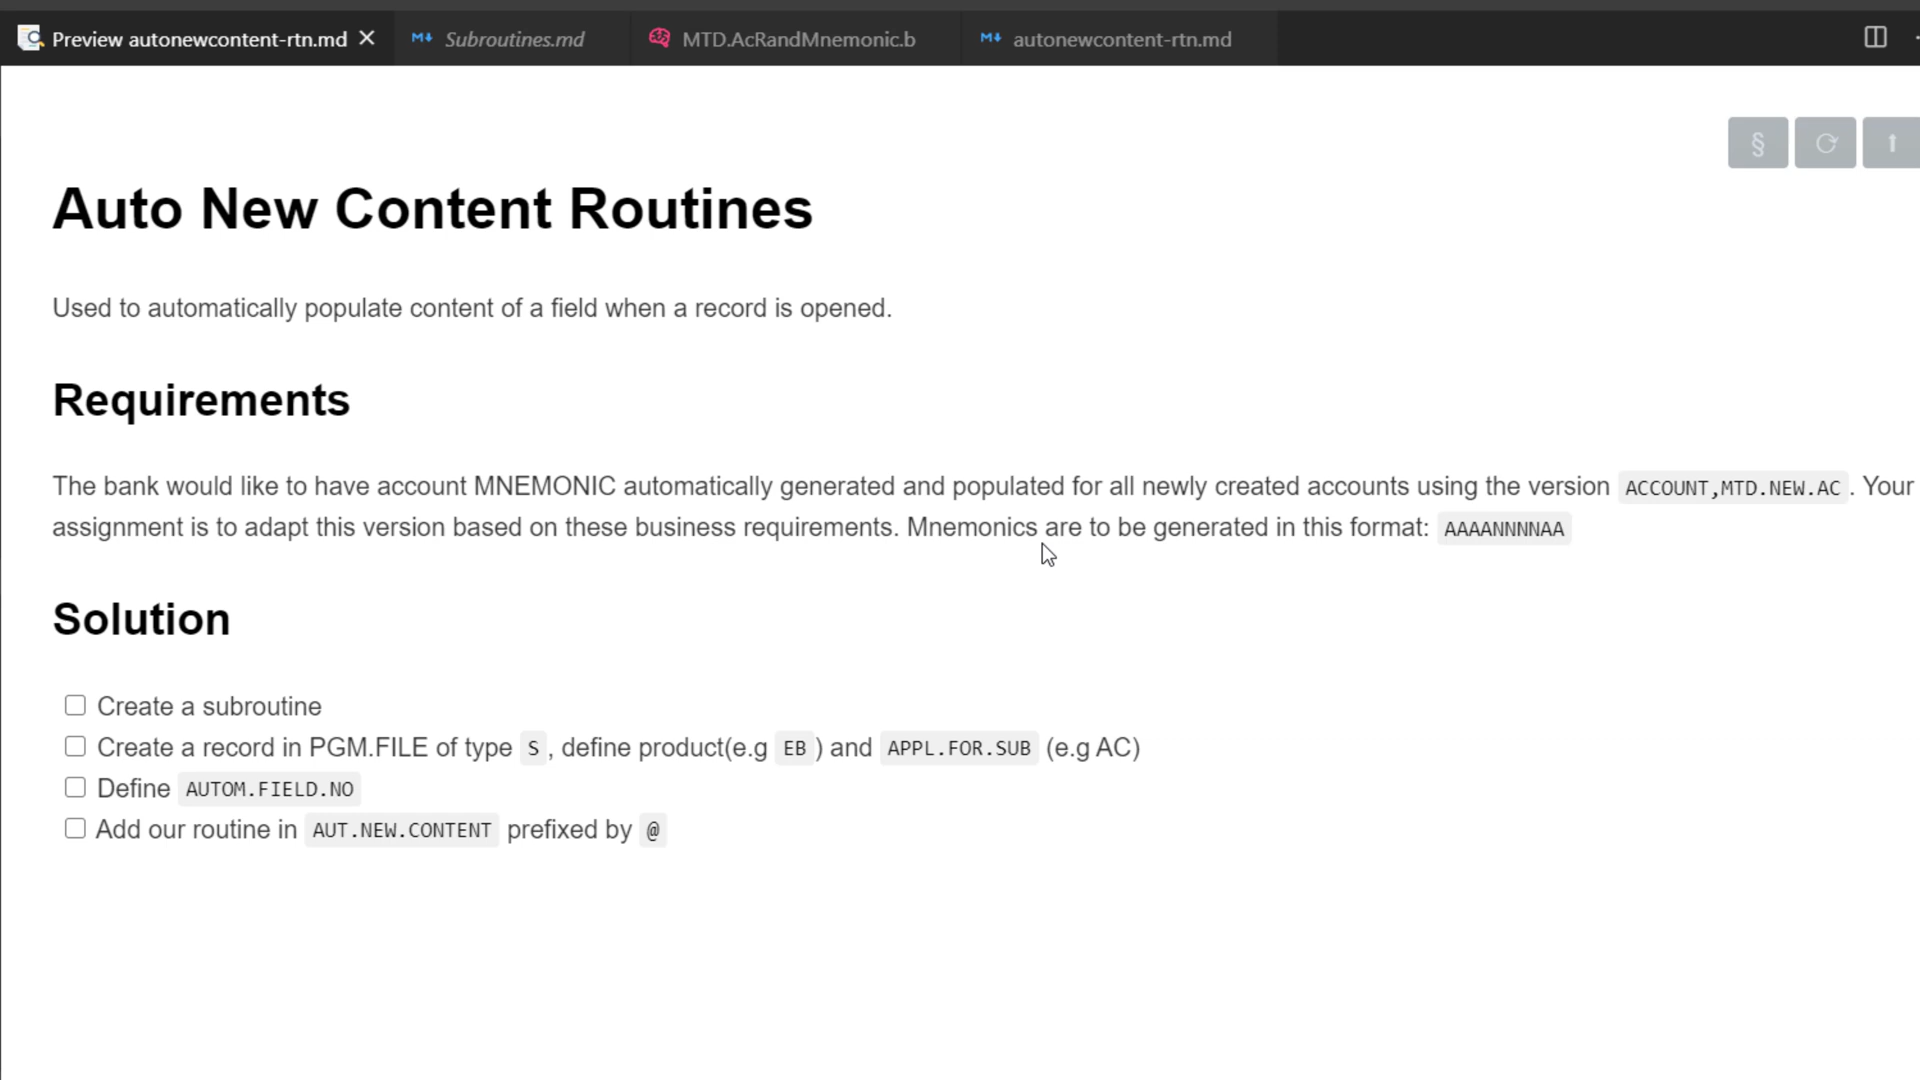 Preview autonewcontent-rtn.md Subroutines.md MTD.AcRandMnemonic.b autonewcontent-rtn.md
§
Auto New Content Routines
Used to automatically populate content of a field when a record is opened.
Requirements
The bank would like to have account MNEMONIC automatically generated and populated for all newly created accounts using the version ACCOUNT,MTD.NEW.AC . Your
assignment is to adapt this version based on these business requirements. Mnemonics are to be generated in this format: AAAANNNNAA
Solution
Create a subroutine
Create a record in PGM.FILE of type S , define product(e.g EB ) and APPL.FOR.SUB (e.g AC)
Define AUTOM.FIELD.NO
Add our routine in AUT.NEW.CONTENT prefixed by @